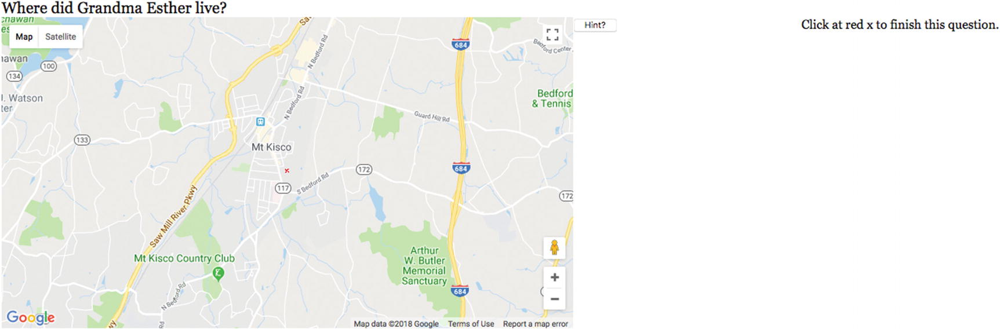 Where did Grandma Esther live?
Hint?
Click at red x to finish this question.
Map Satellite
chawan
es
nawan
134
100
J. Watson
ter
133
Saw Mill River Pkwy
N Bedford Rd
N Bedford Rd
684
Bedford Center
Bedford
& Tennis
Guard Hill Rd
Mt Kisco
x
172
684
S Bedford Rd
117
172
Mt Kisco Country Club
N Bedford Rd
Rd
Arthur
W. Butler
Memorial
Sanctuary
684
+
−
Google
wy
Map data ©2018 Google Terms of Use Report a map error